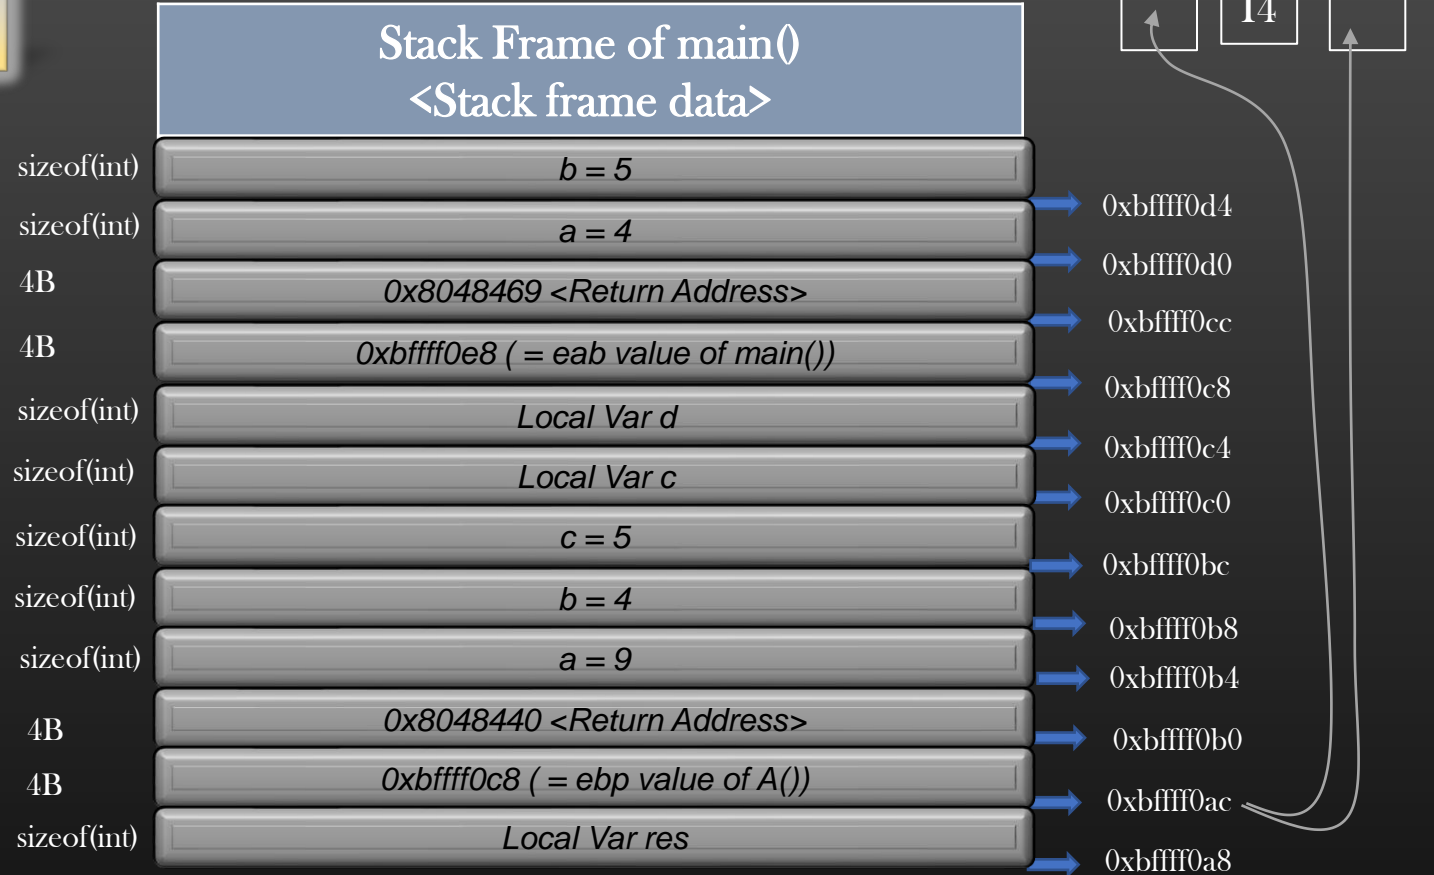 14
Stack Frame of main()
<Stack frame data>
sizeof(int) b = 5
0xbffff0d4
sizeof(int) a = 4
0xbffff0d0
4B 0x8048469 <Return Address>
0xbffff0cc
4B 0xbffff0e8 ( = eab value of main())
0xbffff0c8
sizeof(int) Local Var d
0xbffff0c4
sizeof(int) Local Var c
0xbffff0c0
sizeof(int) c = 5
0xbffff0bc
sizeof(int) b = 4
0xbffff0b8
sizeof(int) a = 9
0xbffff0b4
4B 0x8048440 <Return Address>
0xbffff0b0
4B 0xbffff0c8 ( = ebp value of A())
0xbffff0ac
sizeof(int) Local Var res
0xbffff0a8